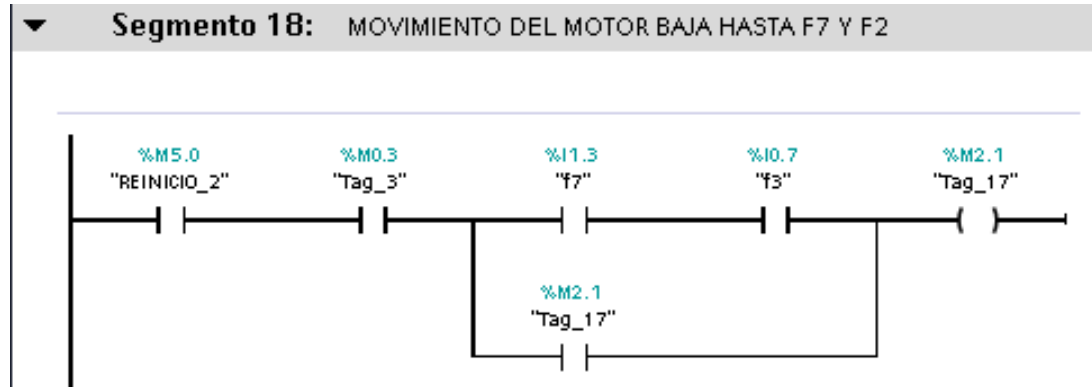 Segmento 18: MOVIMIENTO DEL MOTOR BAJA HASTA F7 Y F2
%M5.0 %M0.3 %I1.3 %I0.7 %M2.1
"REINICIO_2" "Tag_3" "f7" "f3" "Tag_17"
%M2.1
"Tag_17"